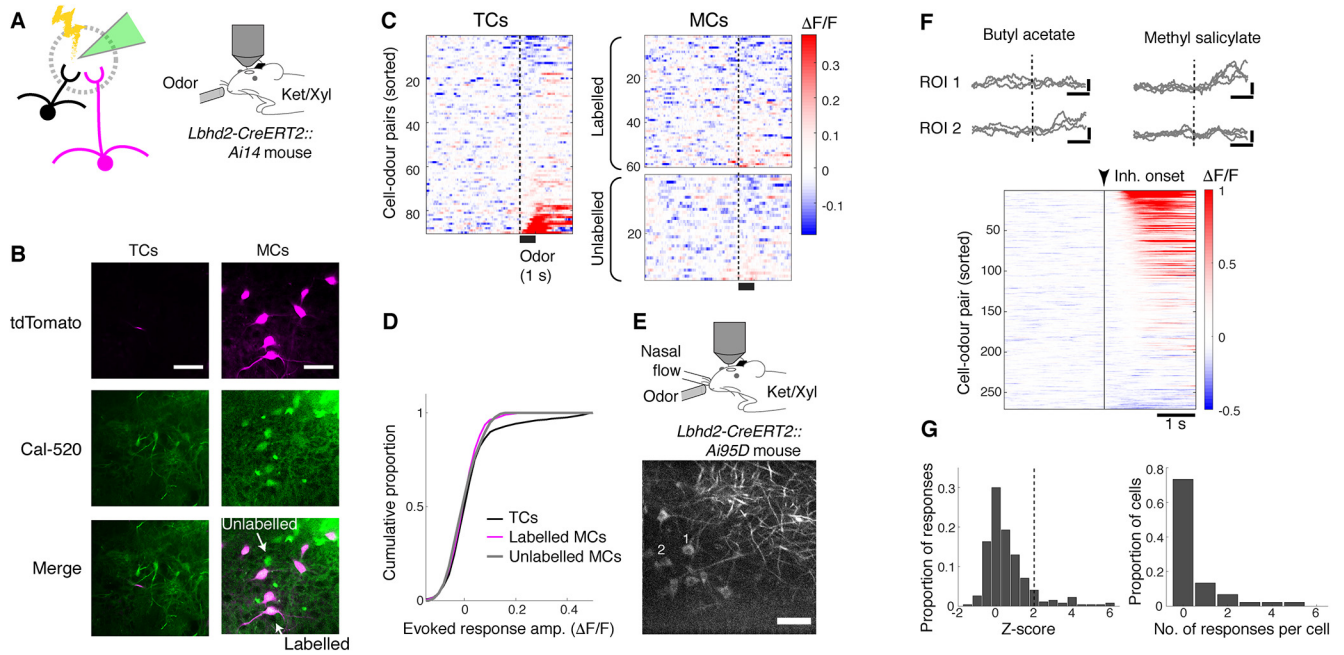 A
Odor
Ket/Xyl
Lbhd2-CreERT2::
Ai14 mouse
B
TCs
MCs
tdTomato
Cal-520
Merge
Unlabelled
Labelled
C
TCs
MCs
ΔF/F
Cell-odour pairs (sorted)
20
40
60
80
Odor
(1 s)
Labelled
20
40
60
Unlabelled
20
0.3
0.2
0.1
0
-0.1
D
Cumulative proportion
1
0.5
0
0.5
TCs
Labelled MCs
Unlabelled MCs
Evoked response amp. (ΔF/F)
E
Nasal
flow
Odor
Ket/Xyl
Lbhd2-CreERT2::
Ai95D mouse
1
2
F
Butyl acetate
Methyl salicylate
ROI 1
ROI 2
Inh. onset
ΔF/F
Cell-odour pair (sorted)
50
100
150
200
250
1
0.5
0
-0.5
1 s
G
Proportion of responses
0.3
0.2
0.1
0
-2
0
2
4
6
Z-score
Proportion of cells
0.8
0.6
0.4
0.2
0
0
2
4
6
No. of responses per cell